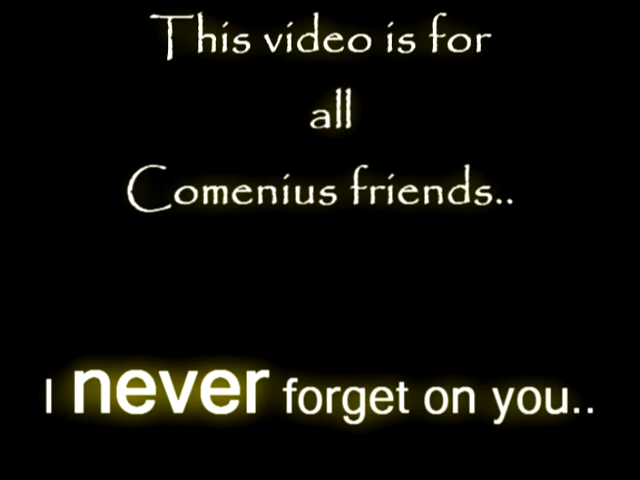 This video is for
all
Comenius friends..
I never forget on you..